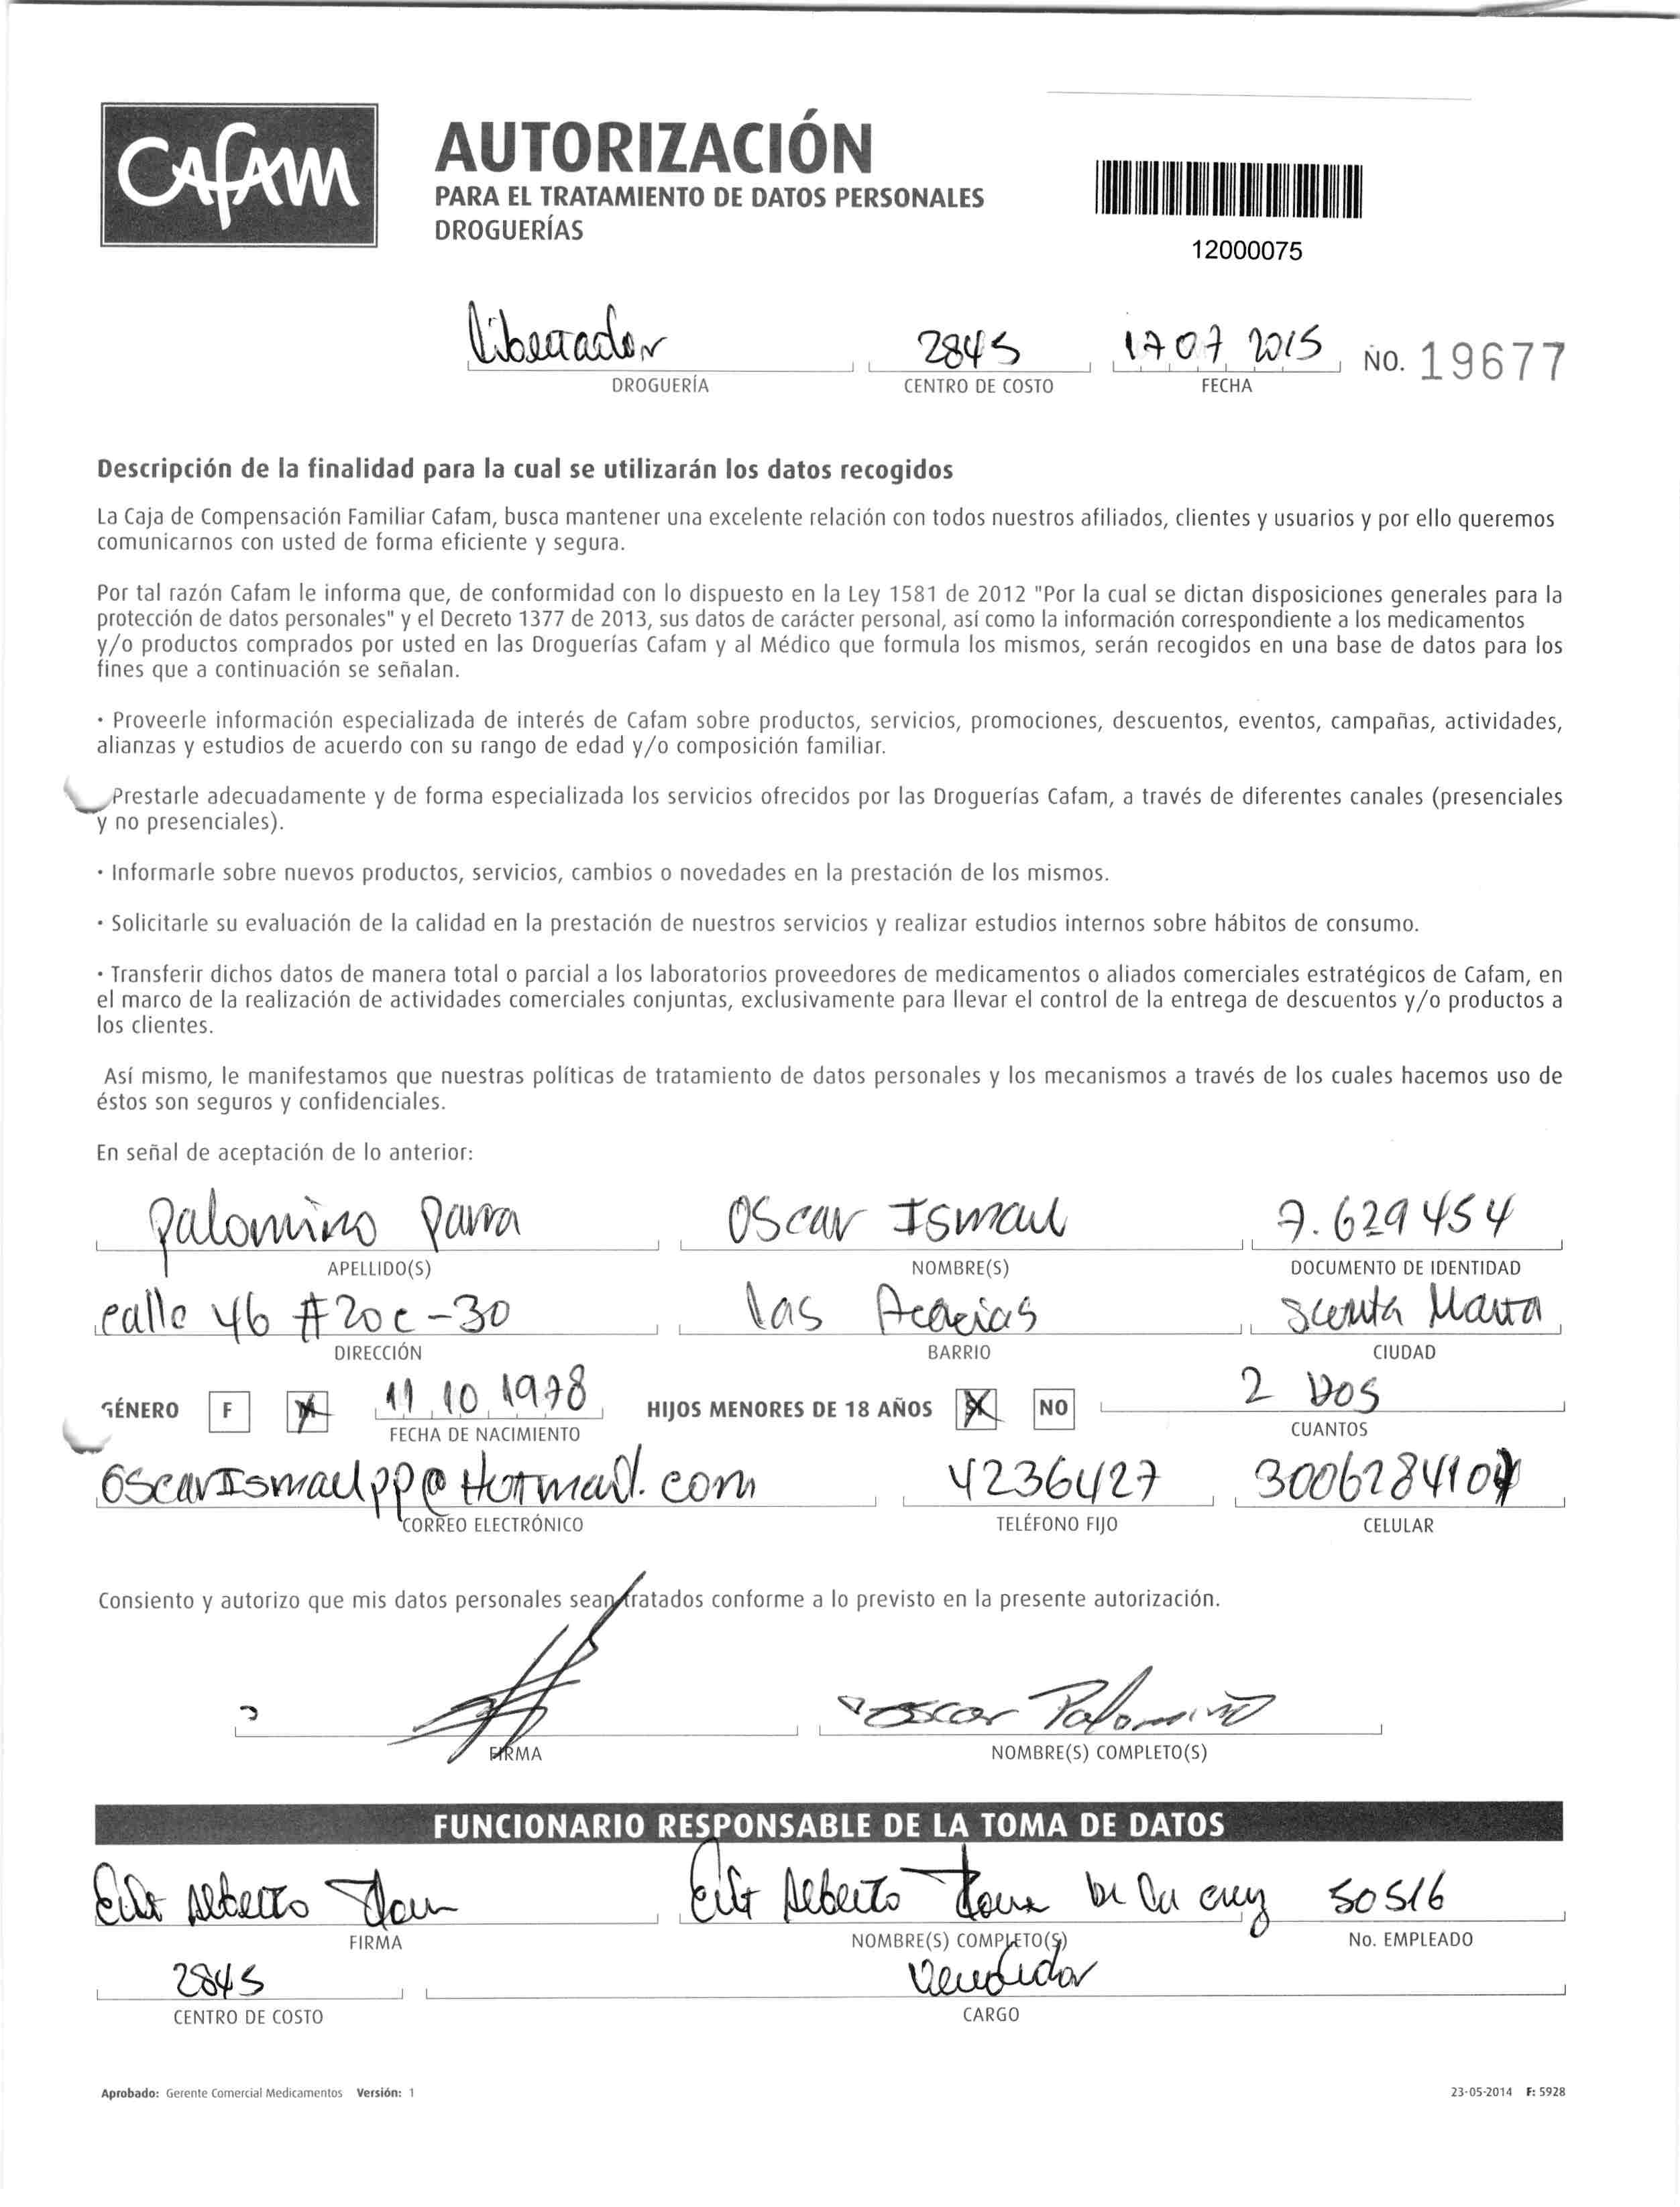 CAFAM
AUTORIZACIÓN
PARA EL TRATAMIENTO DE DATOS PERSONALES
DROGUERÍAS
12000075
libertador 2845 17 07 2015 NO. 19677
DROGUERÍA CENTRO DE COSTO FECHA
Descripción de la finalidad para la cual se utilizarán los datos recogidos
La Caja de Compensación Familiar Cafam, busca mantener una excelente relación con todos nuestros afiliados, clientes y usuarios y por ello queremos
comunicarnos con usted de forma eficiente y segura.
Por tal razón Cafam le informa que, de conformidad con lo dispuesto en la Ley 1581 de 2012 "Por la cual se dictan disposiciones generales para la
protección de datos personales" y el Decreto 1377 de 2013, sus datos de carácter personal, así como la información correspondiente a los medicamentos
y/o productos comprados por usted en las Droguerías Cafam y al Médico que formula los mismos, serán recogidos en una base de datos para los
fines que a continuación se señalan.
· Proveerle información especializada de interés de Cafam sobre productos, servicios, promociones, descuentos, eventos, campañas, actividades,
alianzas y estudios de acuerdo con su rango de edad y/o composición familiar.
Prestarle adecuadamente y de forma especializada los servicios ofrecidos por las Droguerías Cafam, a través de diferentes canales (presenciales
y no presenciales).
· Informarle sobre nuevos productos, servicios, cambios o novedades en la prestación de los mismos.
· Solicitarle su evaluación de la calidad en la prestación de nuestros servicios y realizar estudios internos sobre hábitos de consumo.
· Transferir dichos datos de manera total o parcial a los laboratorios proveedores de medicamentos o aliados comerciales estratégicos de Cafam, en
el marco de la realización de actividades comerciales conjuntas, exclusivamente para llevar el control de la entrega de descuentos y/o productos a
los clientes.
Así mismo, le manifestamos que nuestras políticas de tratamiento de datos personales y los mecanismos a través de los cuales hacemos uso de
éstos son seguros y confidenciales.
En señal de aceptación de lo anterior:
palomino parra Oscar Ismael 7.629454
APELLIDO(S) NOMBRE(S) DOCUMENTO DE IDENTIDAD
calle 46 #20c-30 las Acacias Santa Marta
DIRECCIÓN BARRIO CIUDAD
GÉNERO F 11 10 1978 HIJOS MENORES DE 18 AÑOS NO 2 Dos
FECHA DE NACIMIENTO CUANTOS
OscarIsmaelpp@Hotmail.com 4236427 300628410
CORREO ELECTRÓNICO TELÉFONO FIJO CELULAR
Consiento y autorizo que mis datos personales sean tratados conforme a lo previsto en la presente autorización.
oscar Palomino
FIRMA NOMBRE(S) COMPLETO(S)
FUNCIONARIO RESPONSABLE DE LA TOMA DE DATOS
Alberto Alberto De la cruz 50516
FIRMA NOMBRE(S) COMPLETO(S) No. EMPLEADO
2845 Vendedor
CENTRO DE COSTO CARGO
Aprobado: Gerente Comercial Medicamentos Versión: 1 23-05-2014 F: 5928